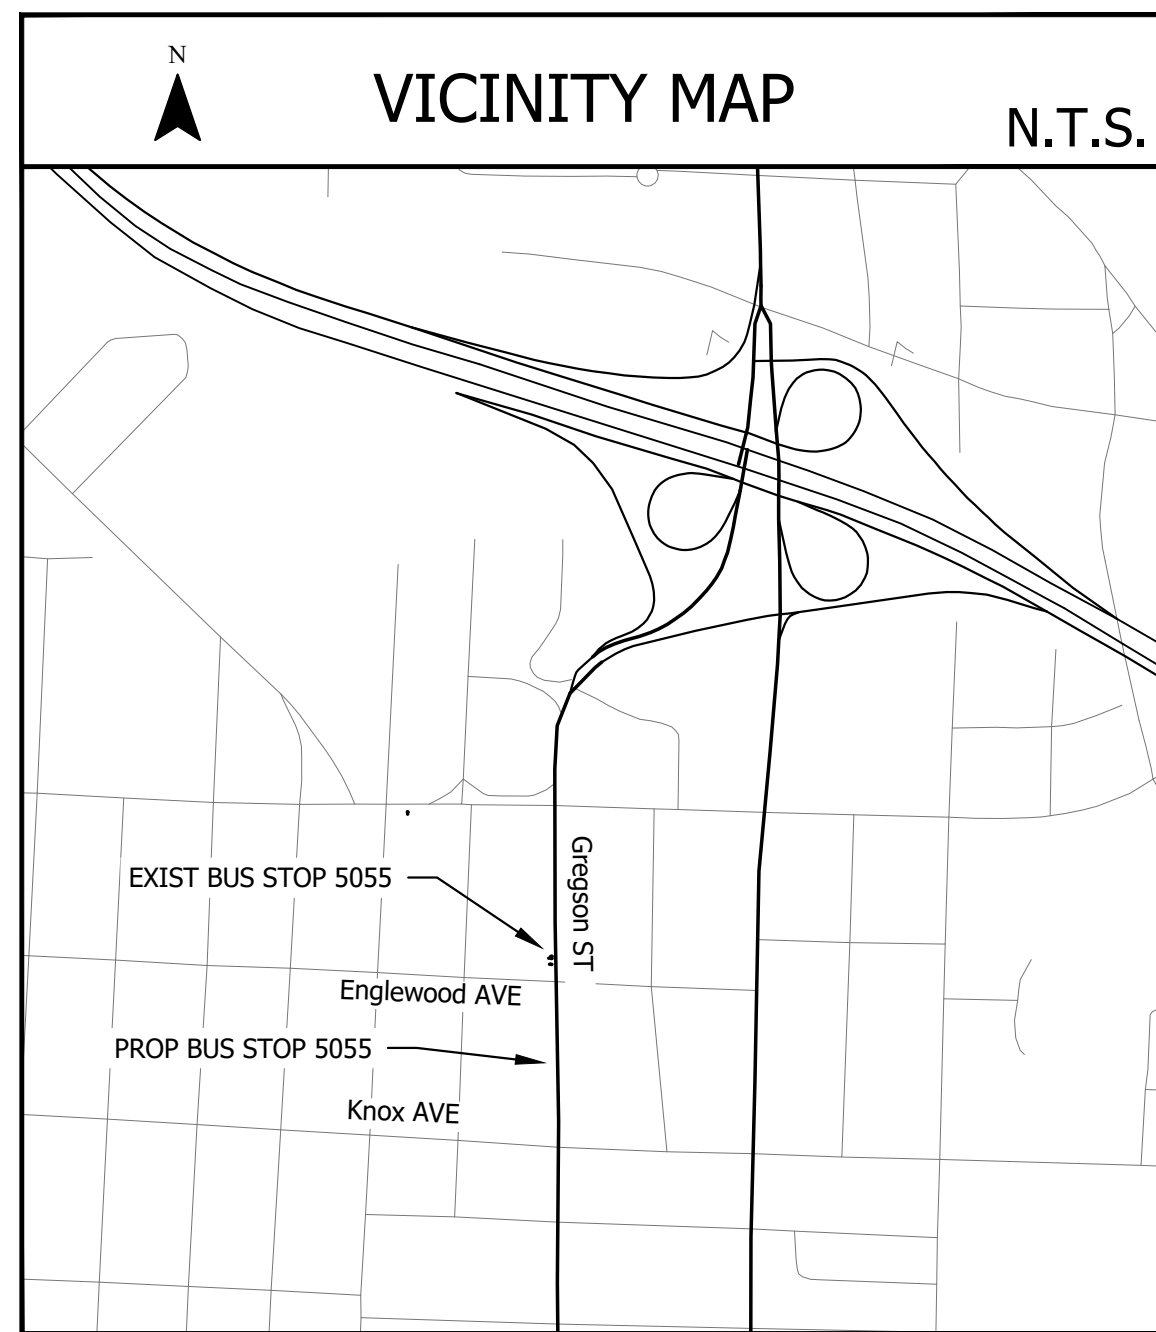 N
VICINITY MAP
N.T.S.
Gregson ST
EXIST BUS STOP 5055
Englewood AVE
PROP BUS STOP 5055
Knox AVE